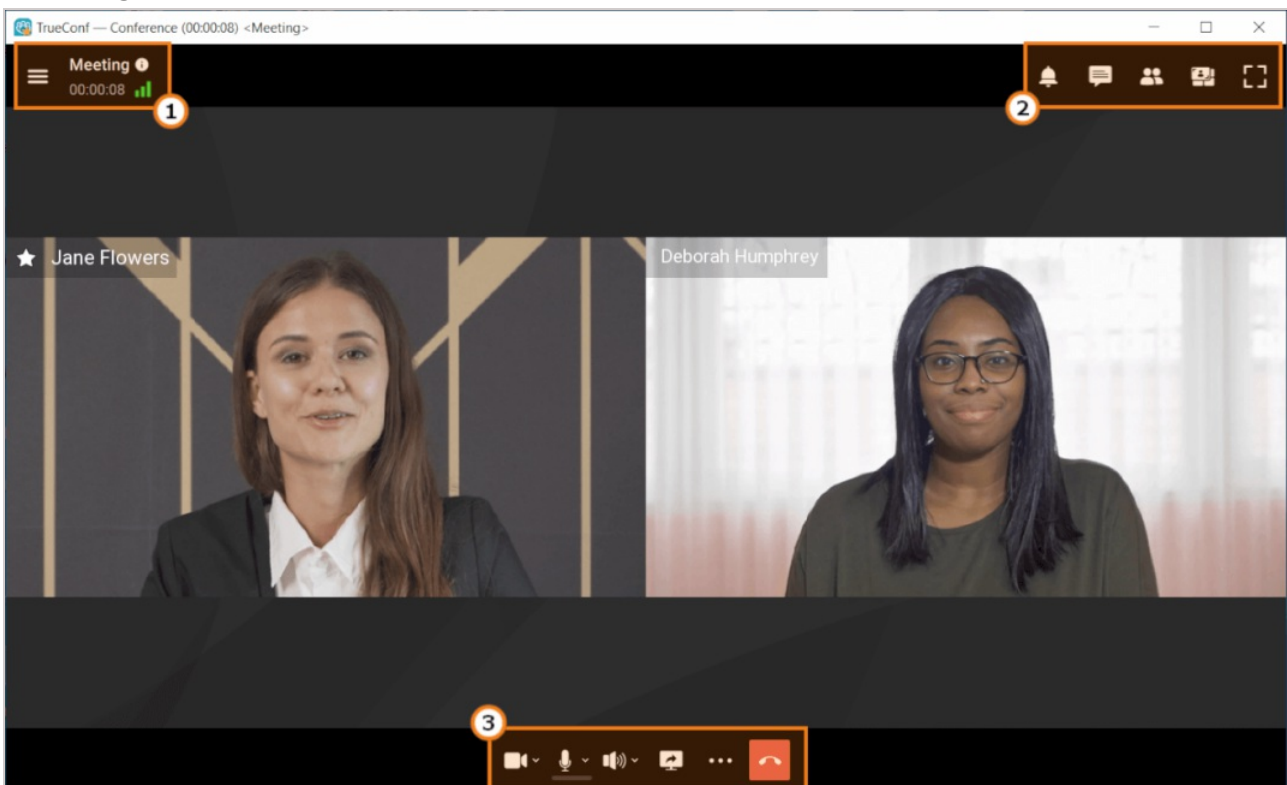 TrueConf — Conference (00:00:08) <Meeting>
Meeting
00:00:08
1
2
Jane Flowers
Deborah Humphrey
3